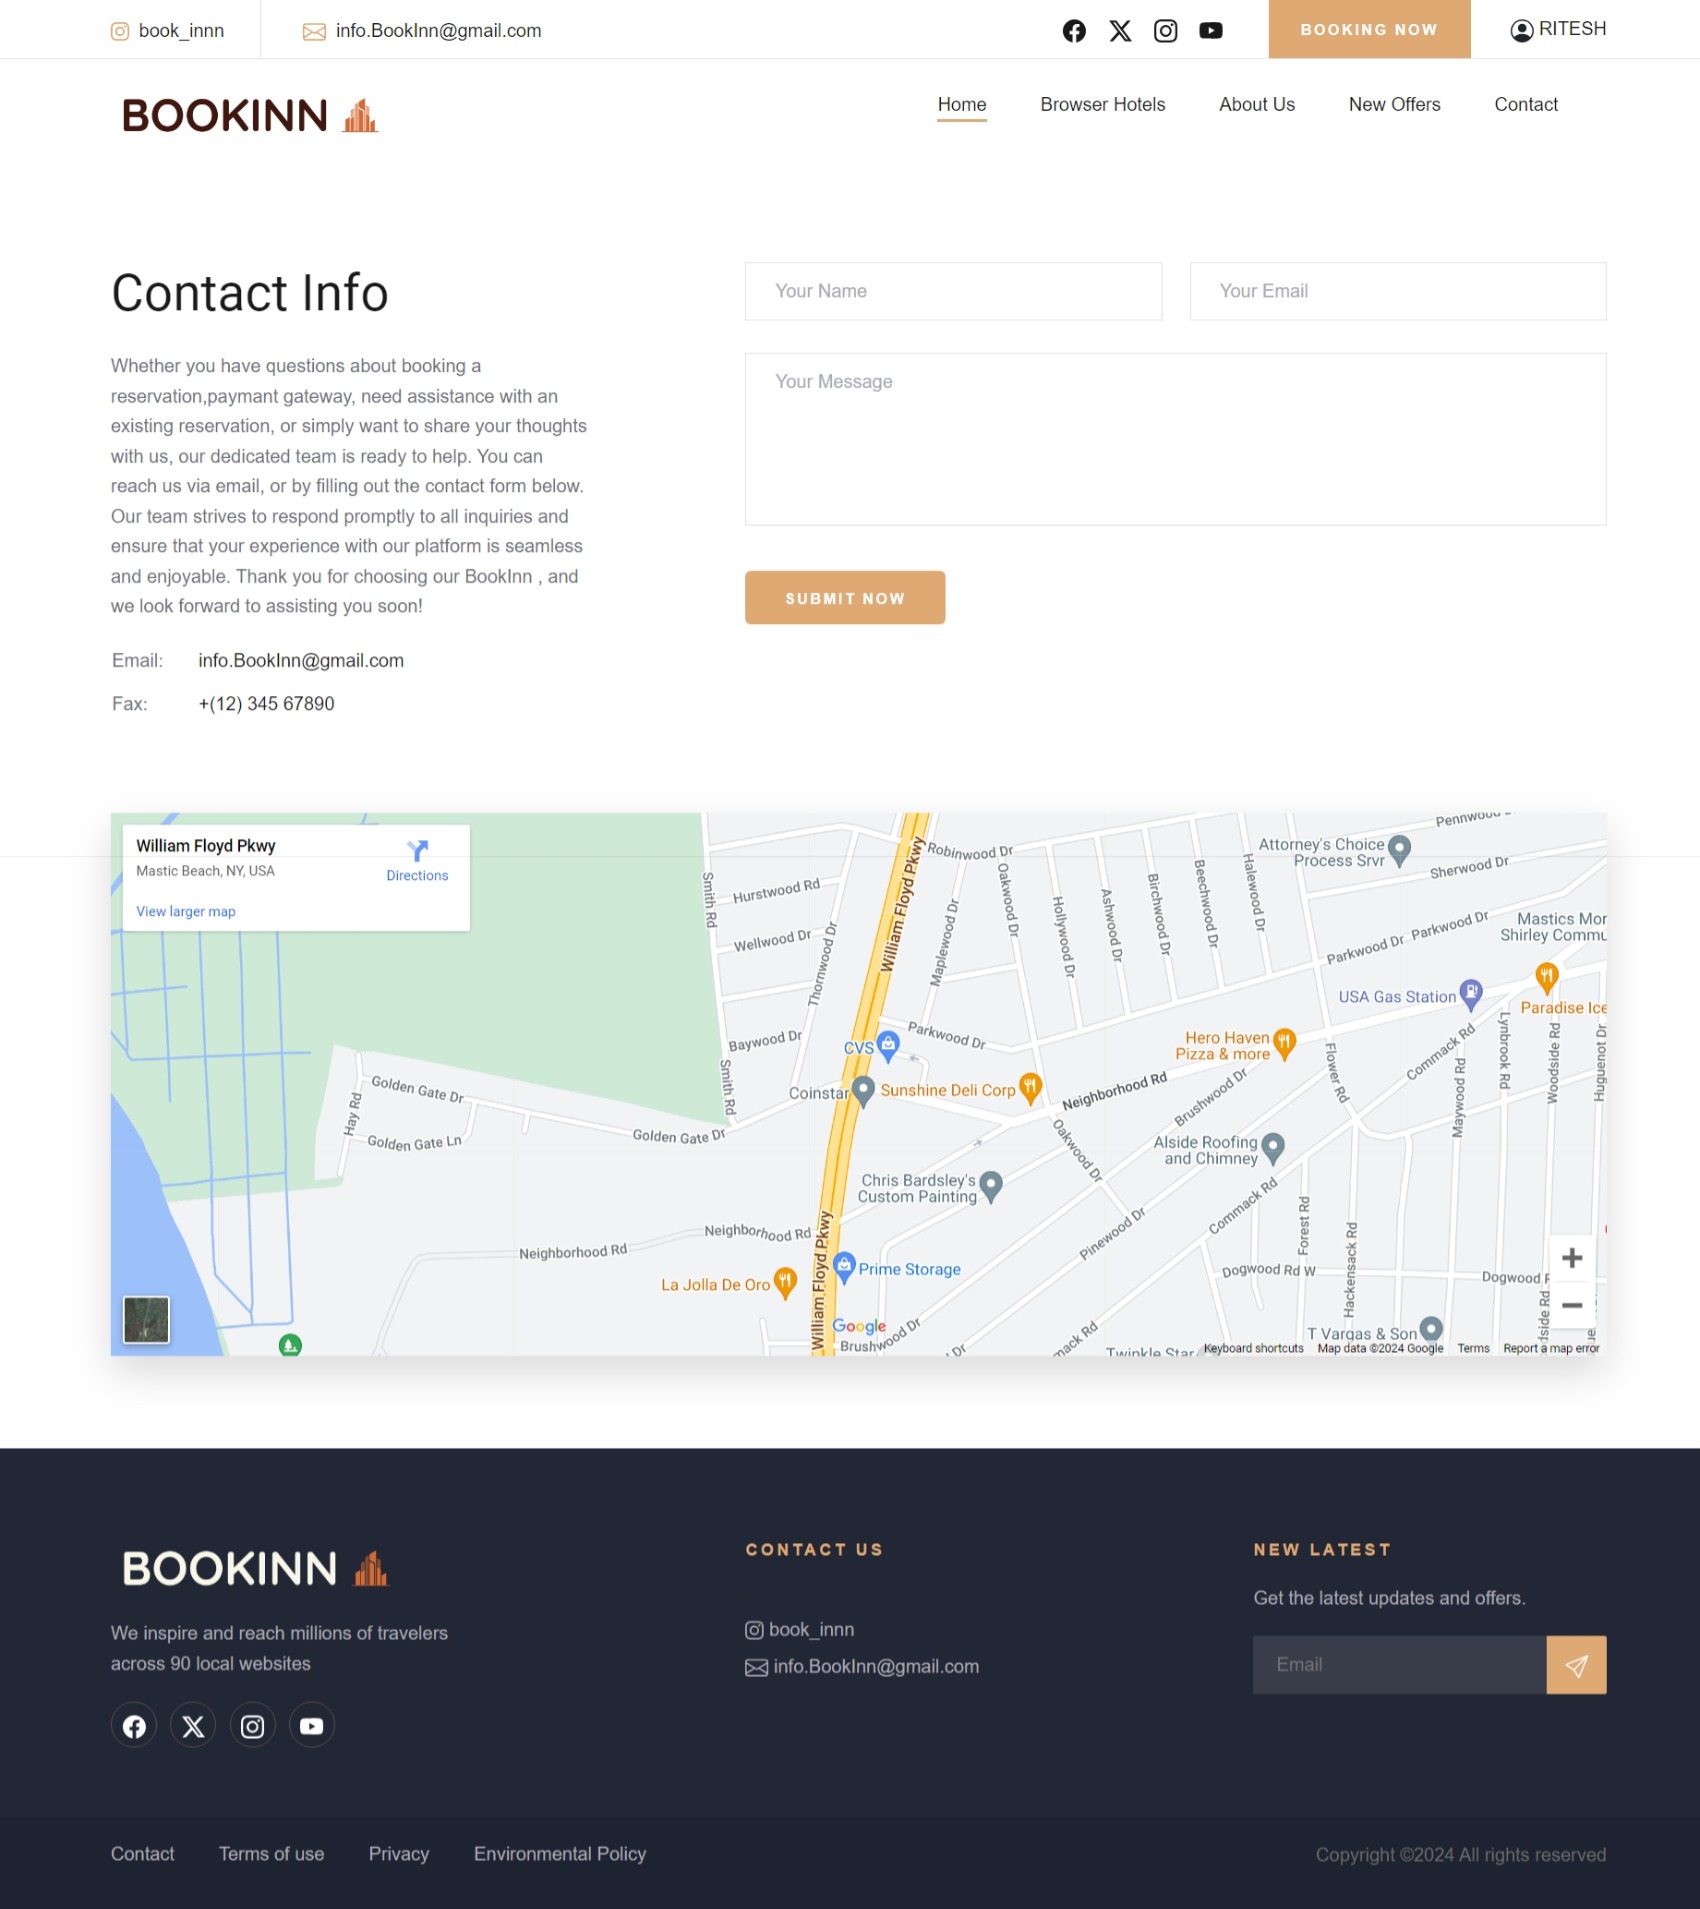 book_innn
info.BookInn@gmail.com
BOOKING NOW
RITESH
BOOKINN
Home
Browser Hotels
About Us
New Offers
Contact
Contact Info
Whether you have questions about booking a
reservation,paymant gateway, need assistance with an
existing reservation, or simply want to share your thoughts
with us, our dedicated team is ready to help. You can
reach us via email, or by filling out the contact form below.
Our team strives to respond promptly to all inquiries and
ensure that your experience with our platform is seamless
and enjoyable. Thank you for choosing our BookInn , and
we look forward to assisting you soon!
Email: info.BookInn@gmail.com
Fax: +(12) 345 67890
Your Name
Your Email
Your Message
SUBMIT NOW
William Floyd Pkwy
Mastic Beach, NY, USA
Directions
View larger map
Smith Rd
Hurstwood Rd
Wellwood Dr
Thornwood Dr
Baywood Dr
Smith Rd
William Floyd Pkwy
Robinwood Dr
Maplewood Dr
Oakwood Dr
Hollywood Dr
Ashwood Dr
Birchwood Dr
Beechwood Dr
Halewood Dr
Attorney's Choice
Process Srvr
Pennwood
Sherwood Dr
Parkwood Dr
Parkwood Dr
Mastics Mor
Shirley Commu
USA Gas Station
Paradise Ice
Parkwood Dr
CVS
Coinstar
Sunshine Deli Corp
Hero Haven
Pizza & more
Neighborhood Rd
Brushwood Dr
Flower Rd
Commack Rd
Lynbrook Rd
Woodside Rd
Huguenot Dr
Maywood Rd
Golden Gate Dr
Hay Rd
Golden Gate Ln
Golden Gate Dr
Oakwood Dr
Alside Roofing
and Chimney
Chris Bardsley's
Custom Painting
Commack Rd
Pinewood Dr
Forest Rd
Hackensack Rd
Neighborhood Rd
Neighborhood Rd
William Floyd Pkwy
Prime Storage
La Jolla De Oro
Dogwood Rd W
Dogwood
dside Rd
Google
Brushwood Dr
Dr
mack Rd
T Vargas & Son
Twinkle Star
Keyboard shortcuts
Map data ©2024 Google
Terms
Report a map error
BOOKINN
We inspire and reach millions of travelers
across 90 local websites
CONTACT US
book_innn
info.BookInn@gmail.com
NEW LATEST
Get the latest updates and offers.
Email
Contact
Terms of use
Privacy
Environmental Policy
Copyright ©2024 All rights reserved